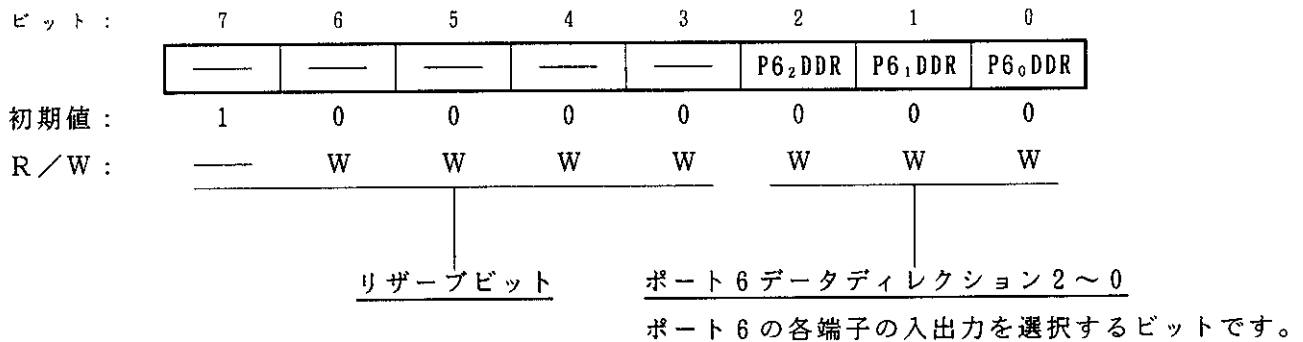 ビット： 7 6 5 4 3 2 1 0
― ― ― ― ― P6₂DDR P6₁DDR P6₀DDR
初期値： 1 0 0 0 0 0 0 0
R／W： ― W W W W W W W
リザーブビット ポート6データディレクション2～0
ポート6の各端子の入出力を選択するビットです。